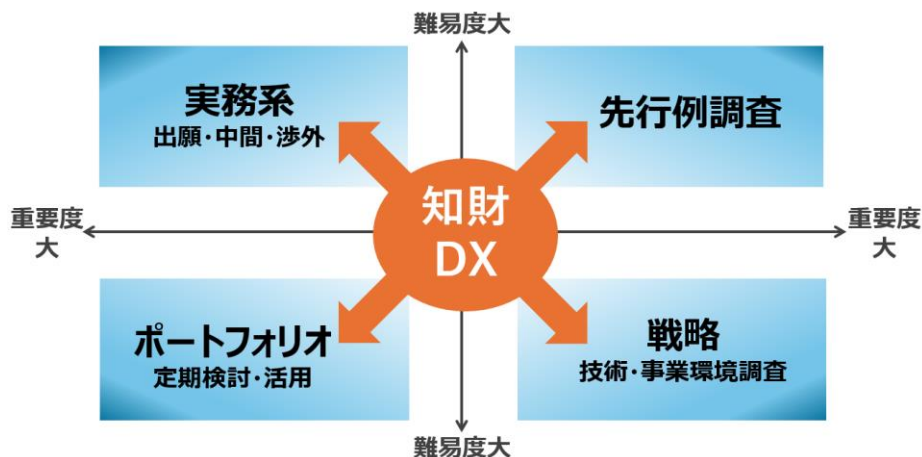 難易度大
実務系
出願・中間・渉外
先行例調査
重要度
大
知財
DX
重要度
大
ポートフォリオ
定期検討・活用
戦略
技術・事業環境調査
難易度大